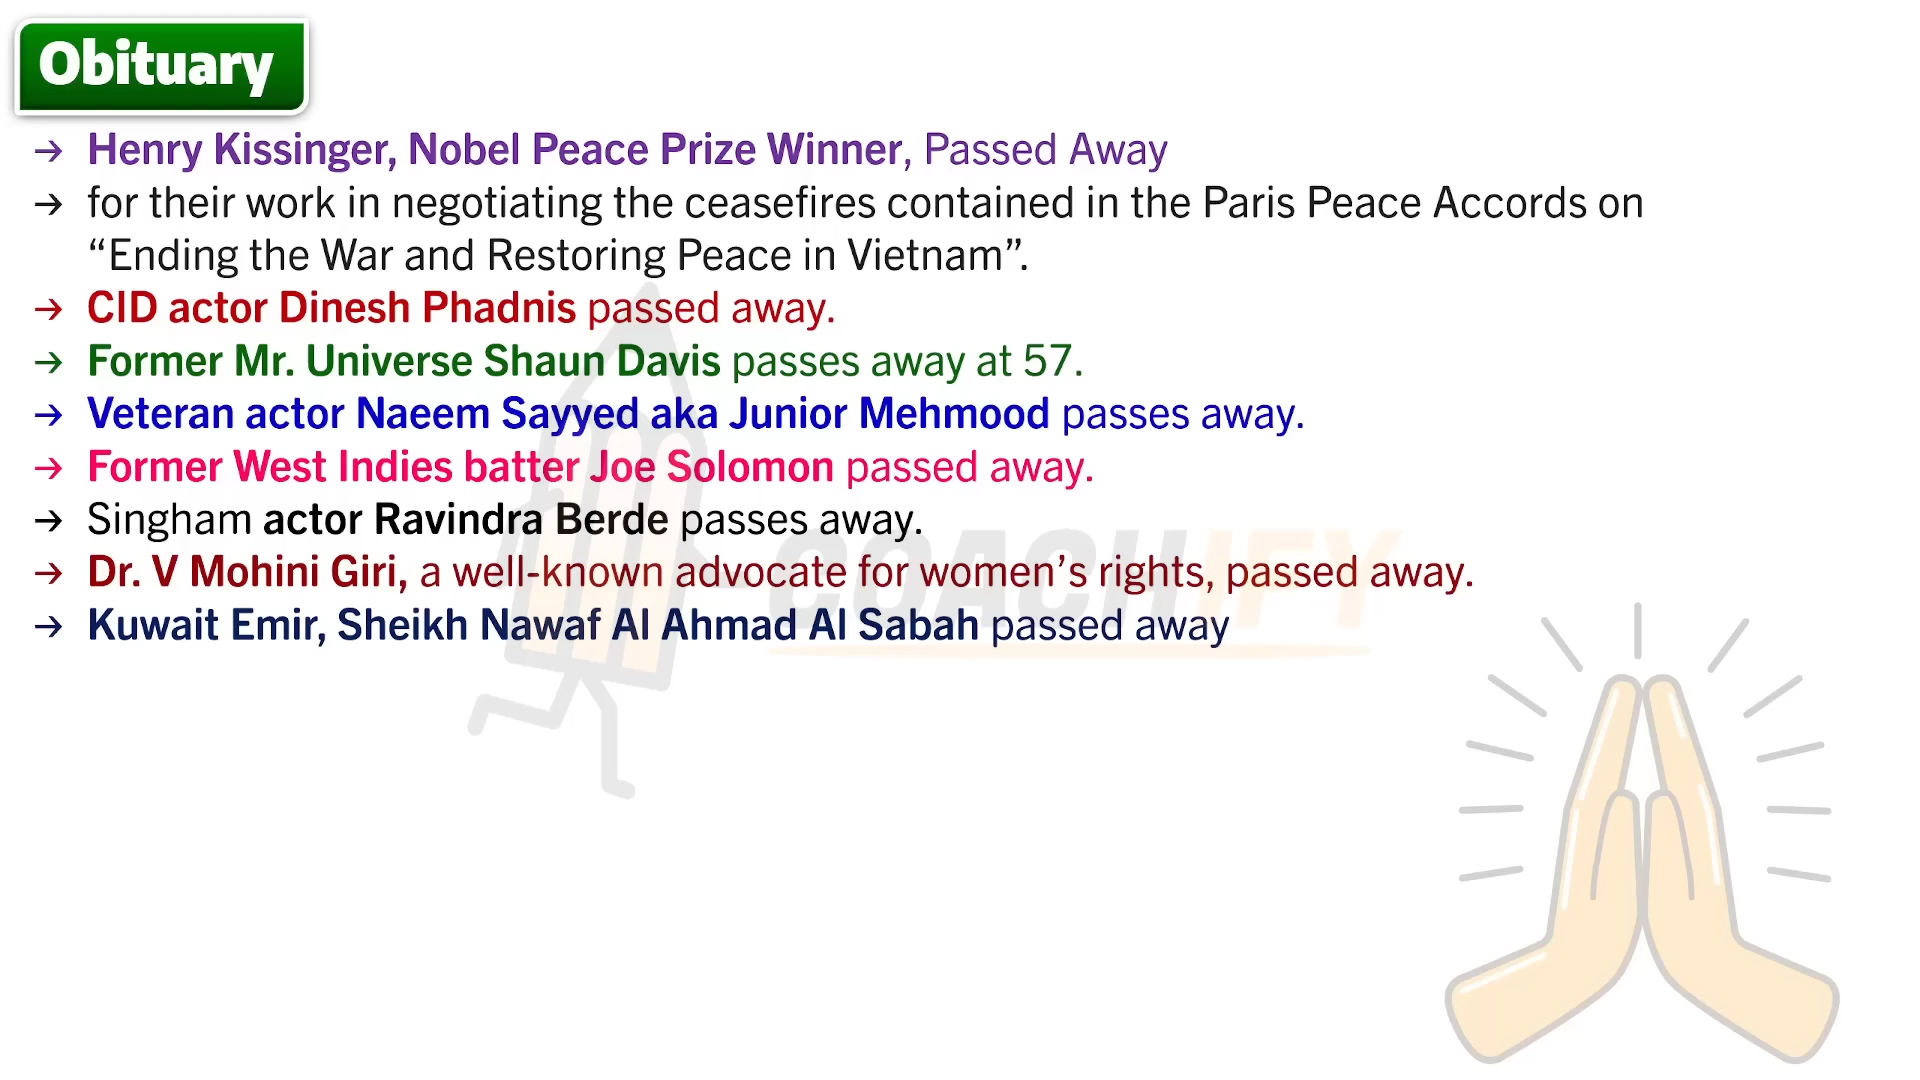 Obituary
→ Henry Kissinger, Nobel Peace Prize Winner, Passed Away
→ for their work in negotiating the ceasefires contained in the Paris Peace Accords on
“Ending the War and Restoring Peace in Vietnam”.
→ CID actor Dinesh Phadnis passed away.
→ Former Mr. Universe Shaun Davis passes away at 57.
→ Veteran actor Naeem Sayyed aka Junior Mehmood passes away.
→ Former West Indies batter Joe Solomon passed away.
→ Singham actor Ravindra Berde passes away.
→ Dr. V Mohini Giri, a well-known advocate for women’s rights, passed away.
→ Kuwait Emir, Sheikh Nawaf Al Ahmad Al Sabah passed away
COACHIFY